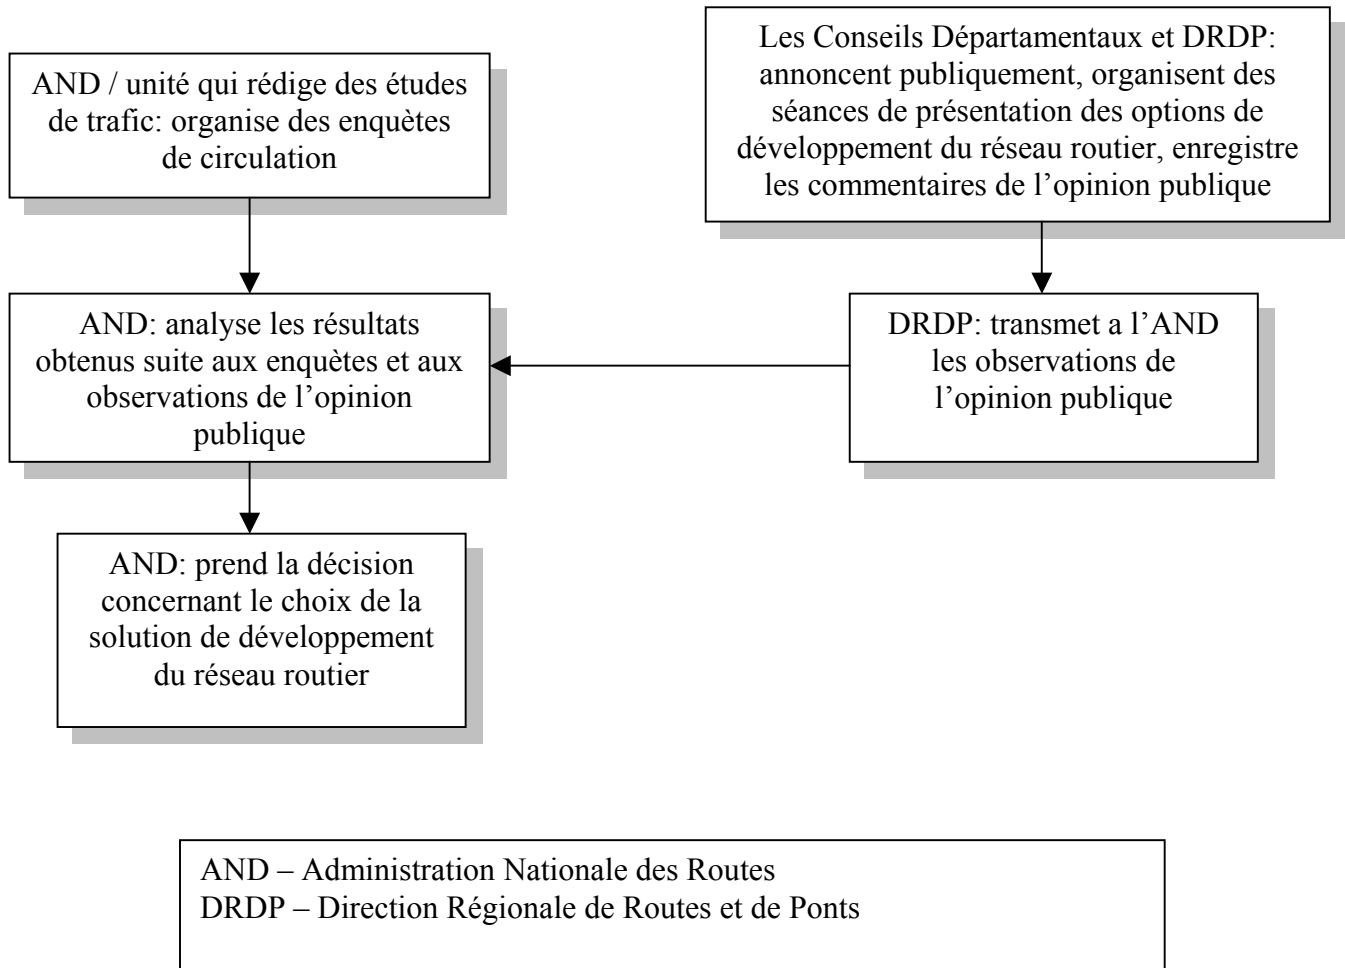 AND / unité qui rédige des études
de trafic: organise des enquètes
de circulation
Les Conseils Départamentaux et DRDP:
annoncent publiquement, organisent des
séances de présentation des options de
développement du réseau routier, enregistre
les commentaires de l’opinion publique
AND: analyse les résultats
obtenus suite aux enquètes et aux
observations de l’opinion
publique
DRDP: transmet a l’AND
les observations de
l’opinion publique
AND: prend la décision
concernant le choix de la
solution de développement
du réseau routier
AND – Administration Nationale des Routes
DRDP – Direction Régionale de Routes et de Ponts